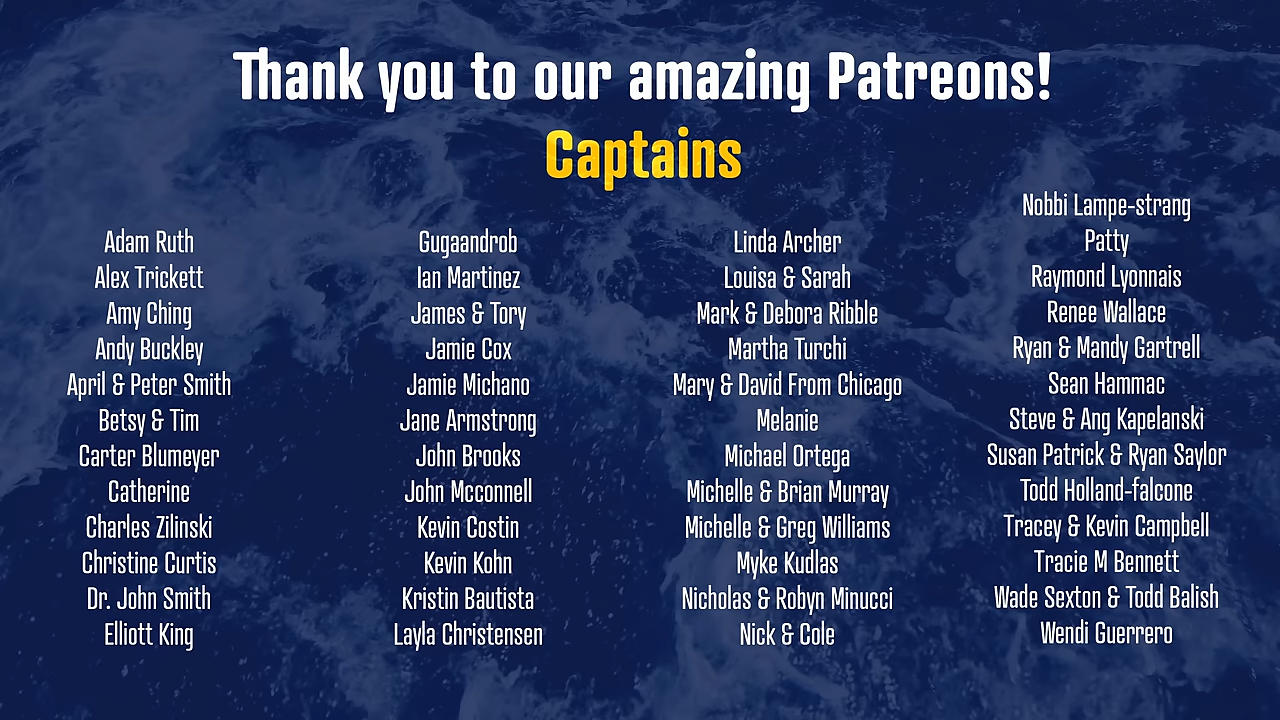 Thank you to our amazing Patreons!
Captains
Adam Ruth
Alex Trickett
Amy Ching
Andy Buckley
April & Peter Smith
Betsy & Tim
Carter Blumeyer
Catherine
Charles Zilinski
Christine Curtis
Dr. John Smith
Elliott King
Gugaandrob
Ian Martinez
James & Tory
Jamie Cox
Jamie Michano
Jane Armstrong
John Brooks
John Mcconnell
Kevin Costin
Kevin Kohn
Kristin Bautista
Layla Christensen
Linda Archer
Louisa & Sarah
Mark & Debora Ribble
Martha Turchi
Mary & David From Chicago
Melanie
Michael Ortega
Michelle & Brian Murray
Michelle & Greg Williams
Myke Kudlas
Nicholas & Robyn Minucci
Nick & Cole
Nobbi Lampe-strang
Patty
Raymond Lyonnais
Renee Wallace
Ryan & Mandy Gartrell
Sean Hammac
Steve & Ang Kapelanski
Susan Patrick & Ryan Saylor
Todd Holland-falcone
Tracey & Kevin Campbell
Tracie M Bennett
Wade Sexton & Todd Balish
Wendi Guerrero